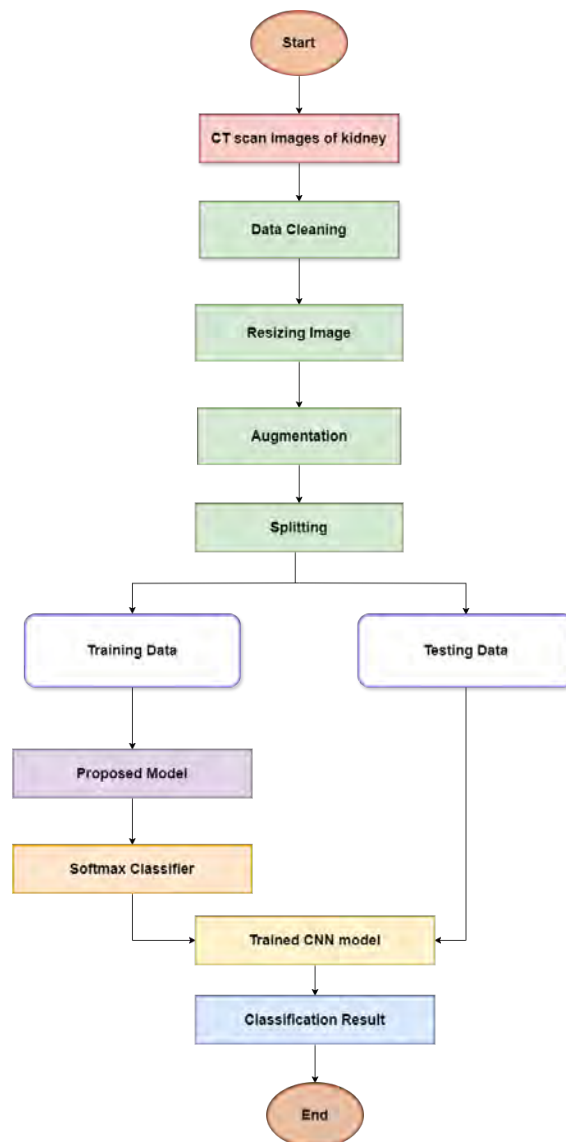 Start
CT scan images of kidney
Data Cleaning
Resizing Image
Augmentation
Splitting
Training Data
Testing Data
Proposed Model
Softmax Classifier
Trained CNN model
Classification Result
End